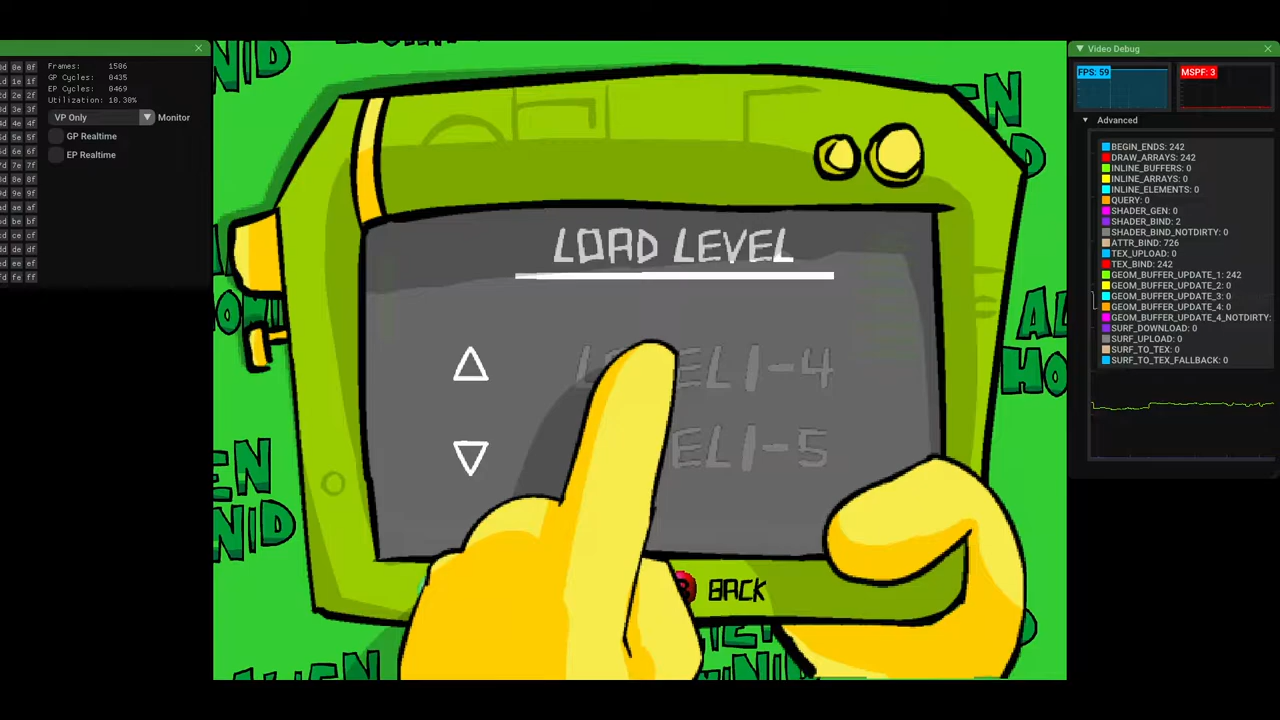 Frames: 1506
GP Cycles: 0435
EP Cycles: 0469
Utilization: 10.30%
VP Only
Monitor
GP Realtime
EP Realtime
LOAD LEVEL
EL 1-4
EL 1-5
BACK
Video Debug
FPS: 59
MSPF: 3
Advanced
BEGIN_ENDS: 242
DRAW_ARRAYS: 242
INLINE_BUFFERS: 0
INLINE_ARRAYS: 0
INLINE_ELEMENTS: 0
QUERY: 0
SHADER_GEN: 0
SHADER_BIND: 2
SHADER_BIND_NOTDIRTY: 0
ATTR_BIND: 726
TEX_UPLOAD: 0
TEX_BIND: 242
GEOM_BUFFER_UPDATE_1: 242
GEOM_BUFFER_UPDATE_2: 0
GEOM_BUFFER_UPDATE_3: 0
GEOM_BUFFER_UPDATE_4: 0
GEOM_BUFFER_UPDATE_4_NOTDIRTY:
SURF_DOWNLOAD: 0
SURF_UPLOAD: 0
SURF_TO_TEX: 0
SURF_TO_TEX_FALLBACK: 0